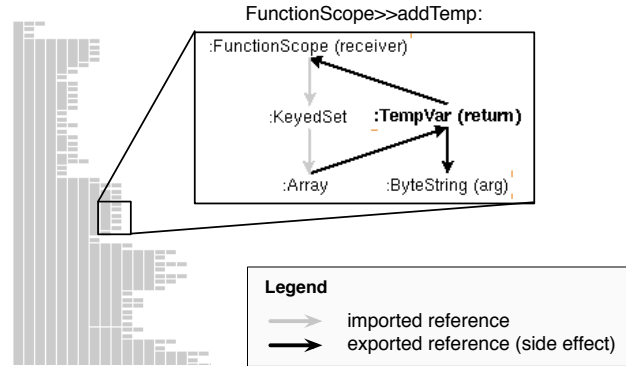 FunctionScope>>addTemp:
:FunctionScope (receiver)
:KeyedSet
:TempVar (return)
:Array
:ByteString (arg)
Legend
imported reference
exported reference (side effect)